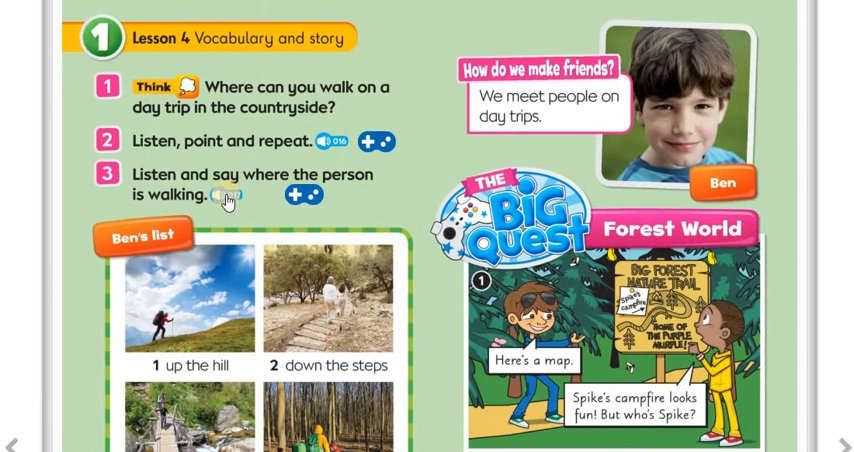 1
Lesson 4 Vocabulary and story
1
Think
Where can you walk on a
day trip in the countryside?
2
Listen, point and repeat.
016
3
Listen and say where the person
is walking.
Ben's list
1 up the hill
2 down the steps
How do we make friends?
We meet people on
day trips.
Ben
THE
BIG
QUEST
Forest World
1
BIG FOREST
NATURE TRAIL
Spike's
campfire
HOME OF
THE PURPLE
MURPLE!
Here's a map.
Spike's campfire looks
fun! But who's Spike?